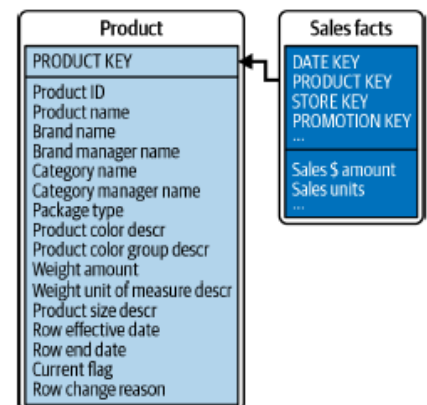 Product
PRODUCT KEY
Product ID
Product name
Brand name
Brand manager name
Category name
Category manager name
Package type
Product color descr
Product color group descr
Weight amount
Weight unit of measure descr
Product size descr
Row effective date
Row end date
Current flag
Row change reason
Sales facts
DATE KEY
PRODUCT KEY
STORE KEY
PROMOTION KEY
...
Sales $ amount
Sales units
...